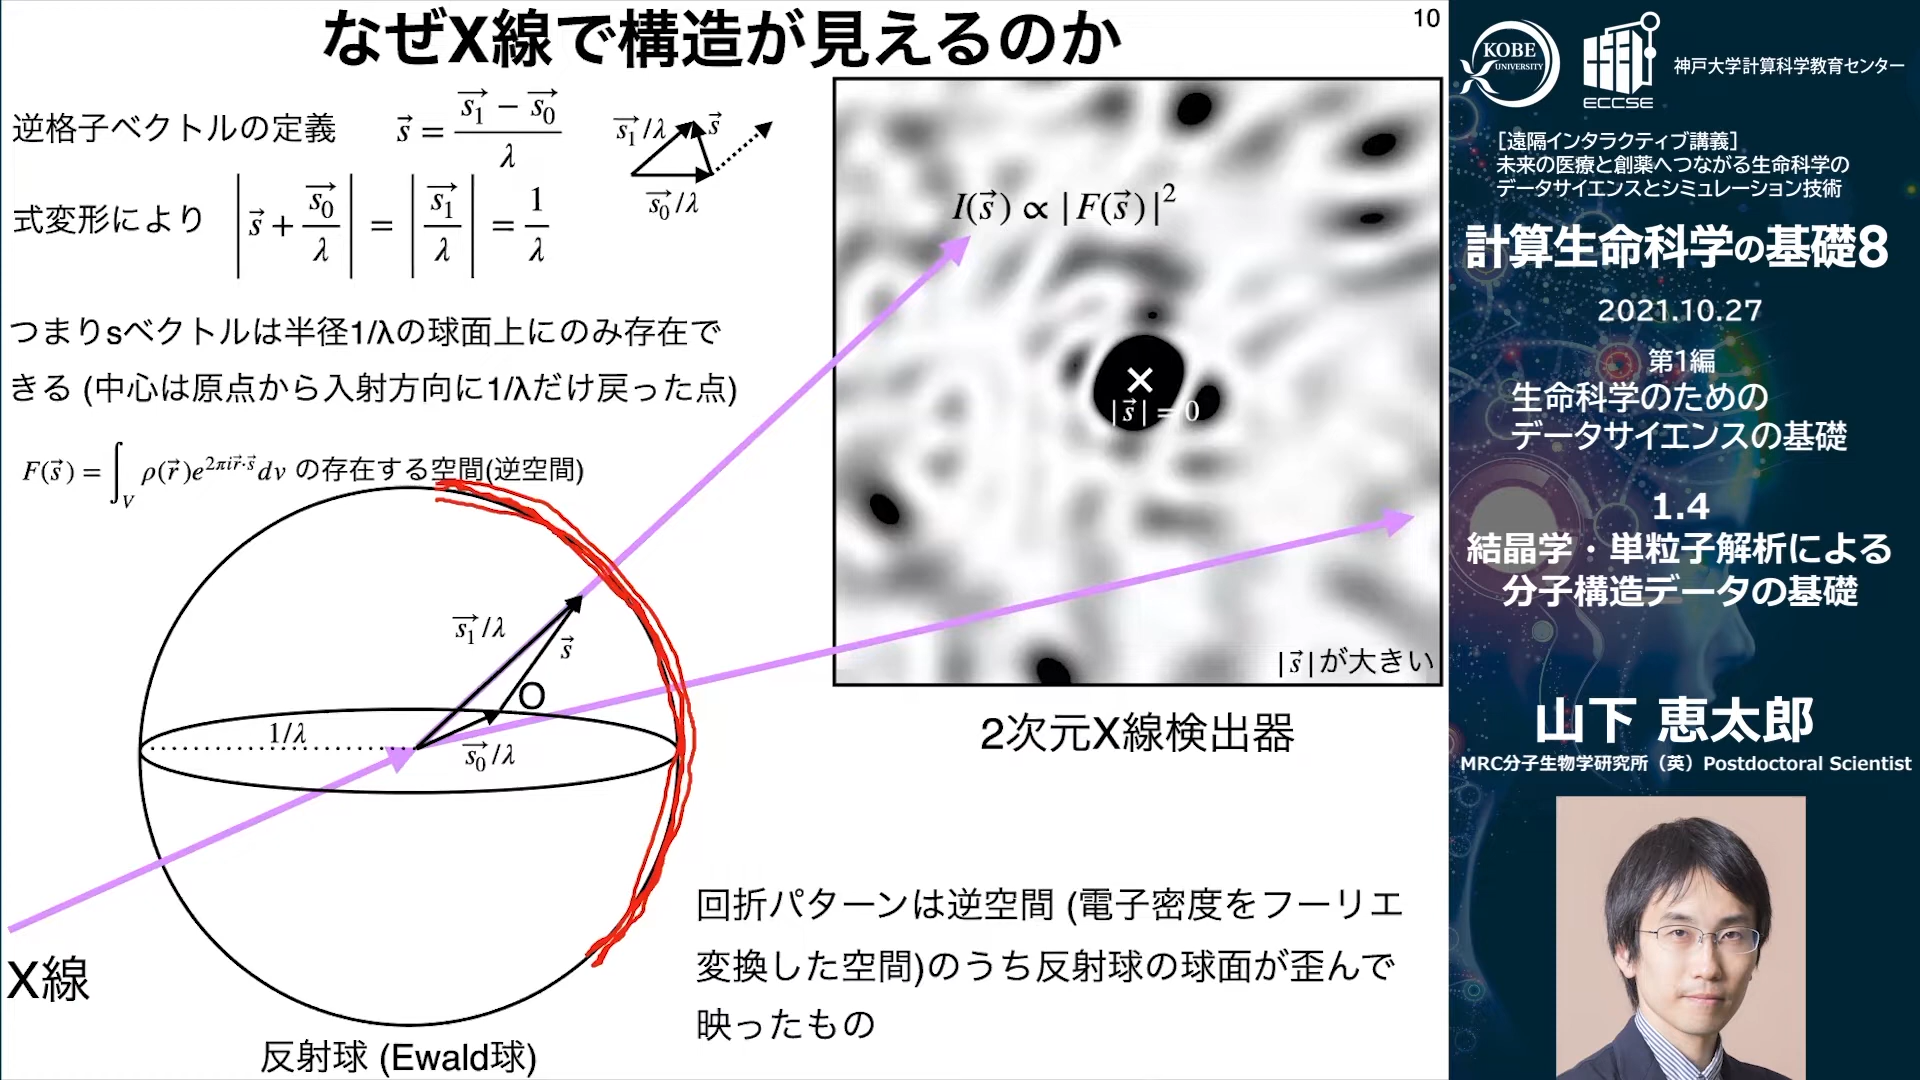 なぜX線で構造が見えるのか
10
逆格子ベクトルの定義 s⃗ = (s₁⃗ − s₀⃗)/λ
s₁⃗/λ s⃗
s₀⃗/λ
式変形により |s⃗ + s₀⃗/λ| = |s₁⃗/λ| = 1/λ
つまりsベクトルは半径1/λの球面上にのみ存在で
きる (中心は原点から入射方向に1/λだけ戻った点)
F(s⃗) = ∫_V ρ(r⃗)e^{2πir⃗·s⃗}dv の存在する空間(逆空間)
s₁⃗/λ
s⃗
O
1/λ
s₀⃗/λ
X線
反射球 (Ewald球)
I(s⃗) ∝ |F(s⃗)|²
×
|s⃗| = 0
|s⃗|が大きい
2次元X線検出器
回折パターンは逆空間 (電子密度をフーリエ
変換した空間)のうち反射球の球面が歪んで
映ったもの
KOBE
UNIVERSITY
ECCSE
神戸大学計算科学教育センター
［遠隔インタラクティブ講義］
未来の医療と創薬へつながる生命科学の
データサイエンスとシミュレーション技術
計算生命科学の基礎8
2021.10.27
第1編
生命科学のための
データサイエンスの基礎
1.4
結晶学・単粒子解析による
分子構造データの基礎
山下 恵太郎
MRC分子生物学研究所（英）Postdoctoral Scientist